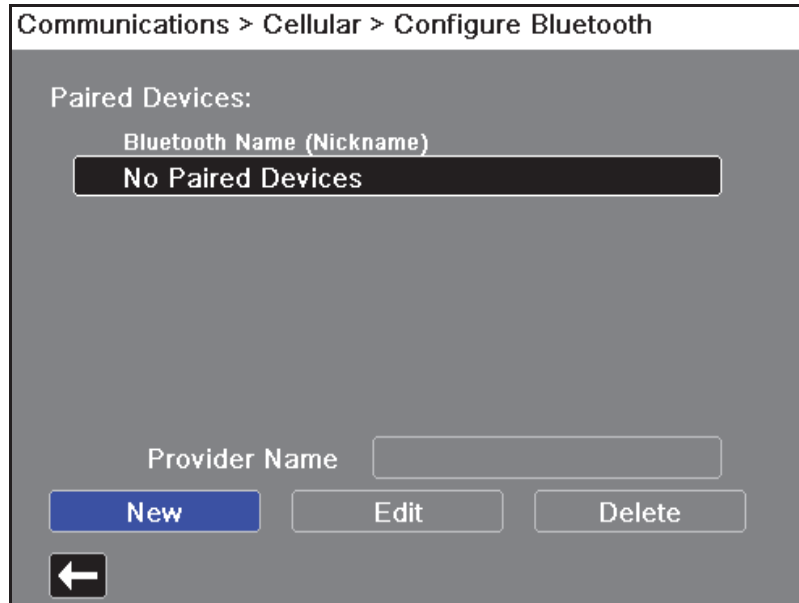 Communications > Cellular > Configure Bluetooth
Paired Devices:
Bluetooth Name (Nickname)
No Paired Devices
Provider Name
New Edit Delete